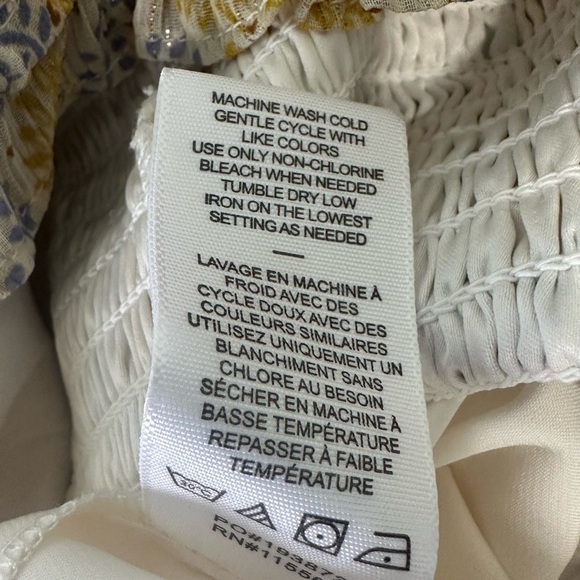 MACHINE WASH COLD
GENTLE CYCLE WITH
LIKE COLORS
USE ONLY NON-CHLORINE
BLEACH WHEN NEEDED
TUMBLE DRY LOW
IRON ON THE LOWEST
SETTING AS NEEDED
—
LAVAGE EN MACHINE À
FROID AVEC DES
CYCLE DOUX AVEC DES
COULEURS SIMILAIRES
UTILISEZ UNIQUEMENT UN
BLANCHIMENT SANS
CHLORE AU BESOIN
SÉCHER EN MACHINE À
BASSE TEMPÉRATURE
REPASSER À FAIBLE
TEMPÉRATURE
30°C